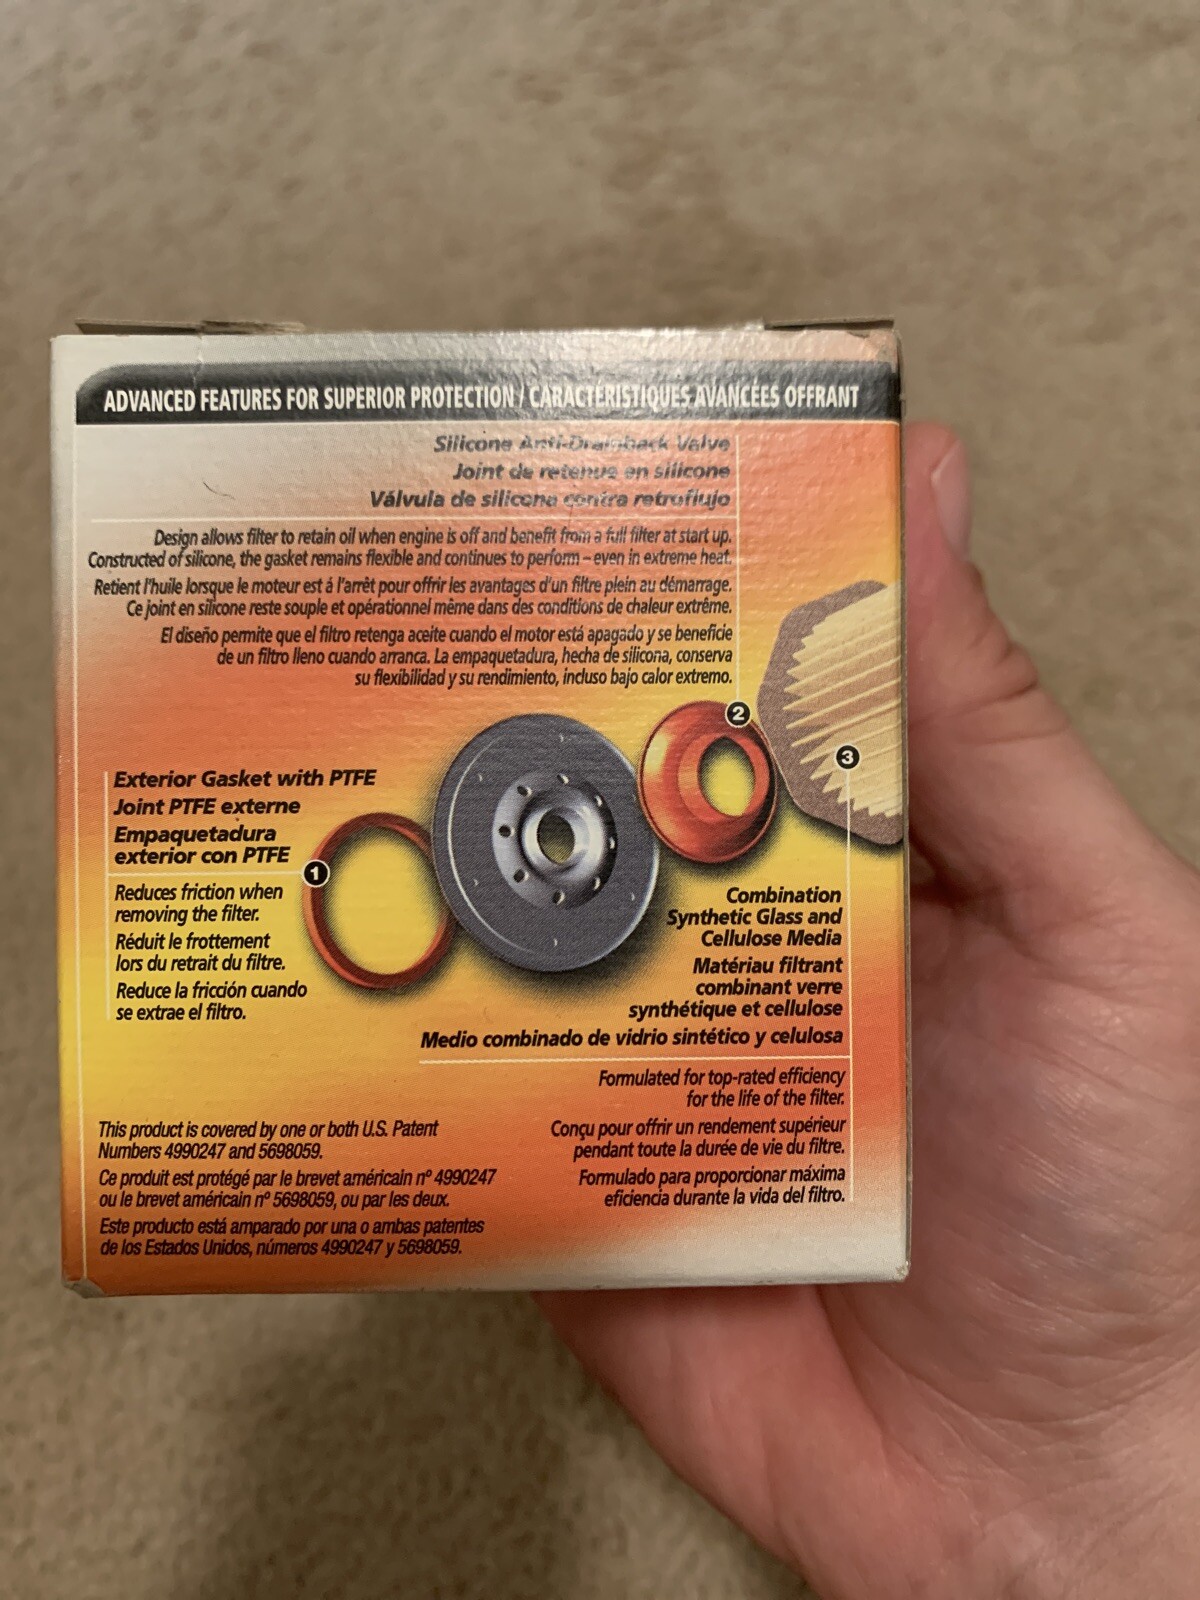 ADVANCED FEATURES FOR SUPERIOR PROTECTION / CARACTÉRISTIQUES AVANCÉES OFFRANT
Silicone Anti-Drainback Valve
Joint de retenue en silicone
Válvula de silicona contra retroflujo
Design allows filter to retain oil when engine is off and benefit from a full filter at start up.
Constructed of silicone, the gasket remains flexible and continues to perform – even in extreme heat.
Retient l'huile lorsque le moteur est á l'arrêt pour offrir les avantages d'un filtre plein au démarrage.
Ce joint en silicone reste souple et opérationnel même dans des conditions de chaleur extrême.
El diseño permite que el filtro retenga aceite cuando el motor está apagado y se beneficie
de un filtro lleno cuando arranca. La empaquetadura, hecha de silicona, conserva
su flexibilidad y su rendimiento, incluso bajo calor extremo.
2
3
Exterior Gasket with PTFE
Joint PTFE externe
Empaquetadura
exterior con PTFE
1
Reduces friction when
removing the filter.
Réduit le frottement
lors du retrait du filtre.
Reduce la fricción cuando
se extrae el filtro.
Combination
Synthetic Glass and
Cellulose Media
Matériau filtrant
combinant verre
synthétique et cellulose
Medio combinado de vidrio sintético y celulosa
Formulated for top-rated efficiency
for the life of the filter.
Conçu pour offrir un rendement supérieur
pendant toute la durée de vie du filtre.
Formulado para proporcionar máxima
eficiencia durante la vida del filtro.
This product is covered by one or both U.S. Patent
Numbers 4990247 and 5698059.
Ce produit est protégé par le brevet américain nº 4990247
ou le brevet américain nº 5698059, ou par les deux.
Este producto está amparado por una o ambas patentes
de los Estados Unidos, números 4990247 y 5698059.